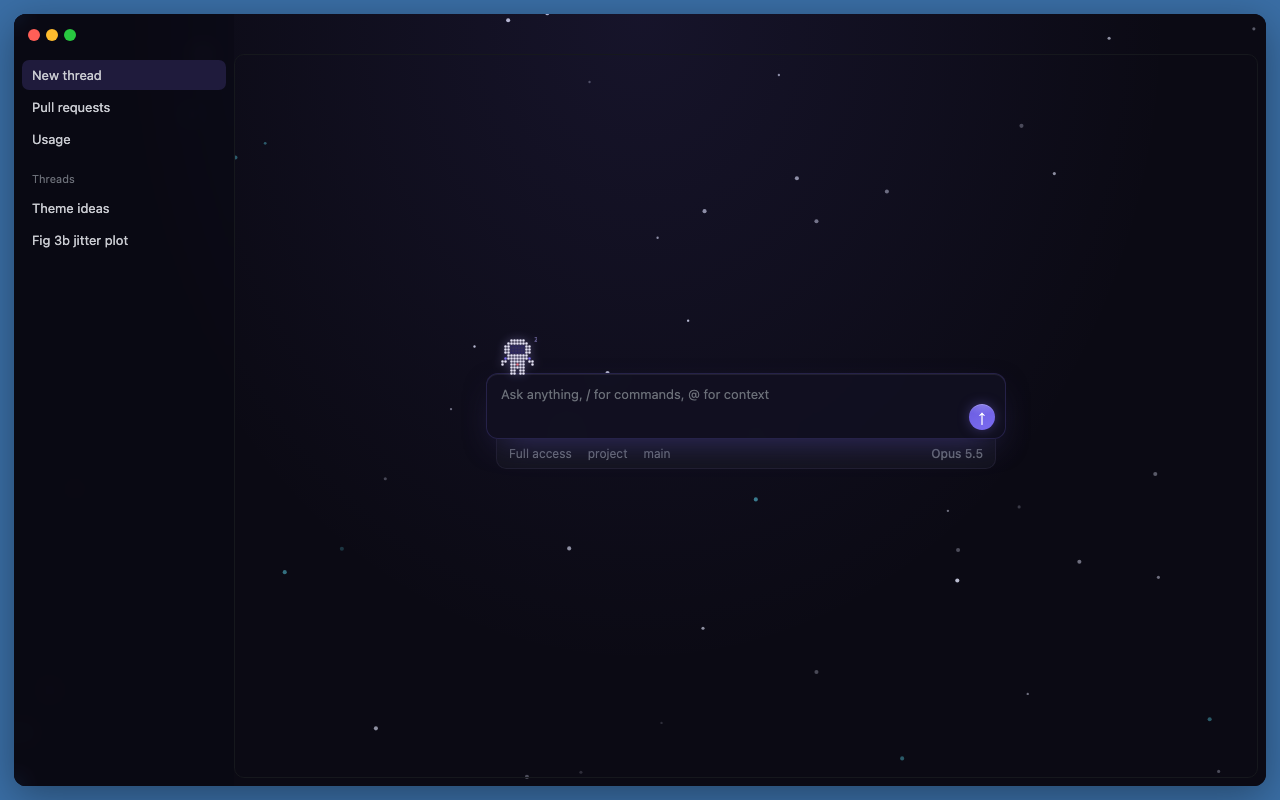 New thread
Pull requests
Usage
Threads
Theme ideas
Fig 3b jitter plot
z
Ask anything, / for commands, @ for context
Full access project main Opus 5.5